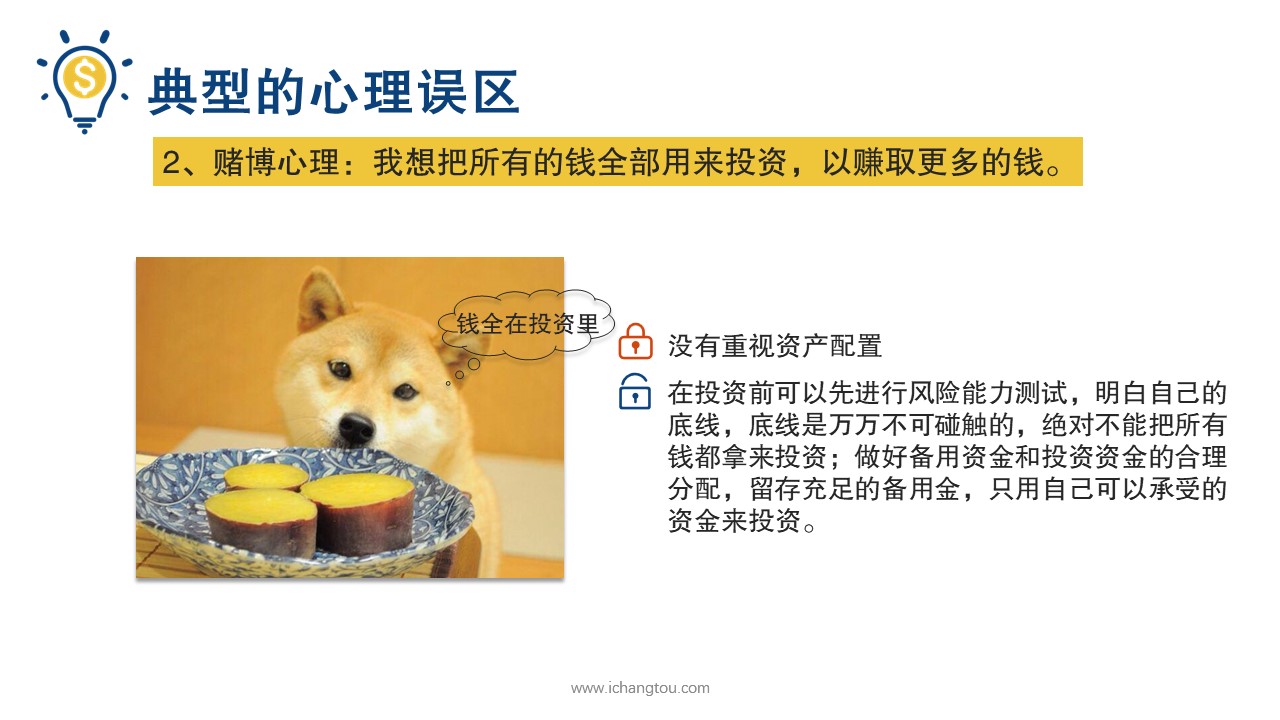 典型的心理误区
2、赌博心理：我想把所有的钱全部用来投资，以赚取更多的钱。
钱全在投资里
没有重视资产配置
在投资前可以先进行风险能力测试，明白自己的
底线，底线是万万不可碰触的，绝对不能把所有
钱都拿来投资；做好备用资金和投资资金的合理
分配，留存充足的备用金，只用自己可以承受的
资金来投资。
www.ichangtou.com